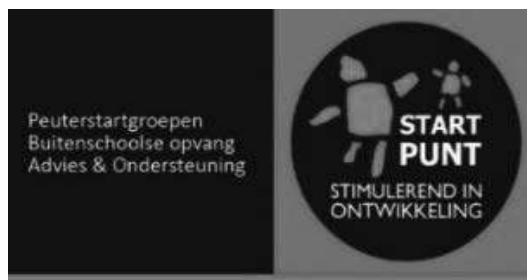 Peuterstartgroepen
Buitenschoolse opvang
Advies & Ondersteuning
START
PUNT
STIMULEREND IN
ONTWIKKELING